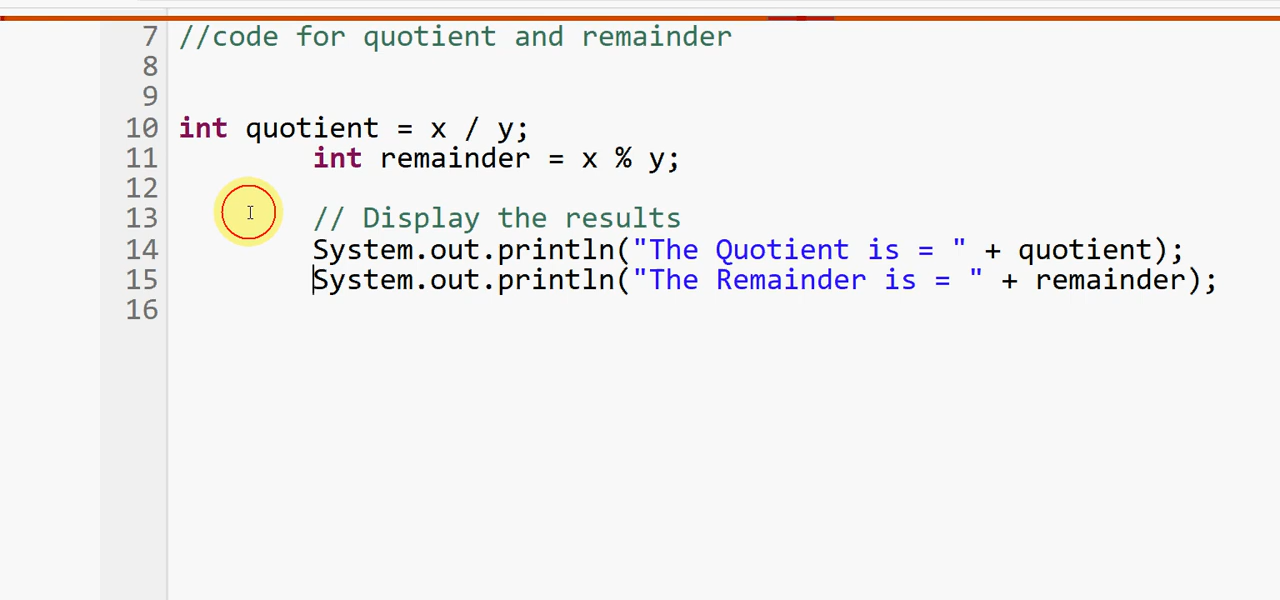 7 //code for quotient and remainder
8
9
10 int quotient = x / y;
11 int remainder = x % y;
12
13 // Display the results
14 System.out.println("The Quotient is = " + quotient);
15 System.out.println("The Remainder is = " + remainder);
16